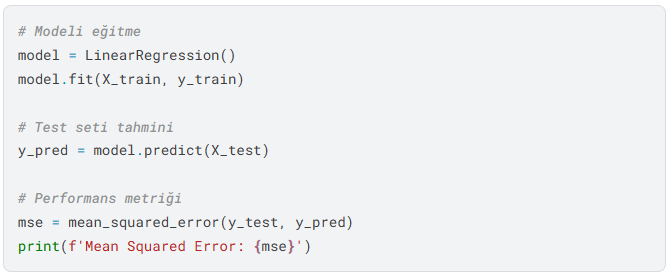 # Modeli eğitme
model = LinearRegression()
model.fit(X_train, y_train)
# Test seti tahmini
y_pred = model.predict(X_test)
# Performans metriği
mse = mean_squared_error(y_test, y_pred)
print(f'Mean Squared Error: {mse}')